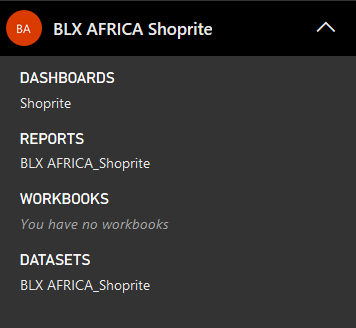 BA
BLX AFRICA Shoprite
DASHBOARDS
Shoprite
REPORTS
BLX AFRICA_Shoprite
WORKBOOKS
You have no workbooks
DATASETS
BLX AFRICA_Shoprite